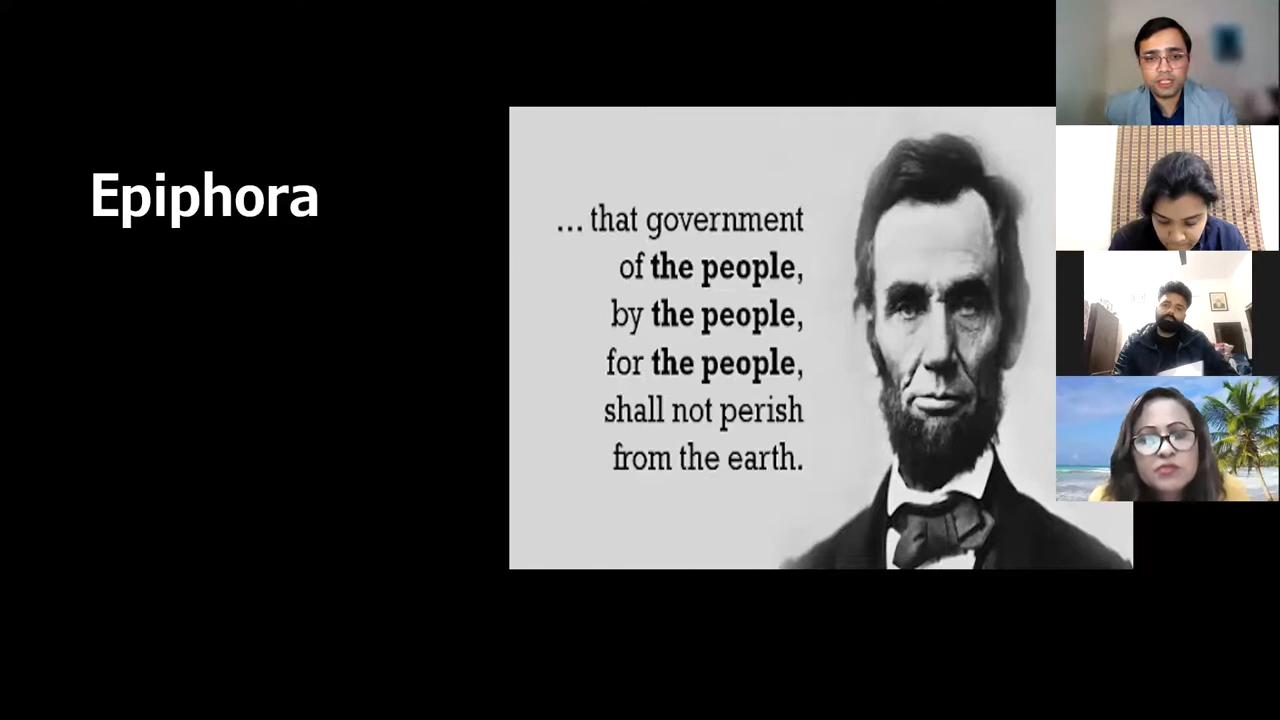 Epiphora
... that government
of the people,
by the people,
for the people,
shall not perish
from the earth.